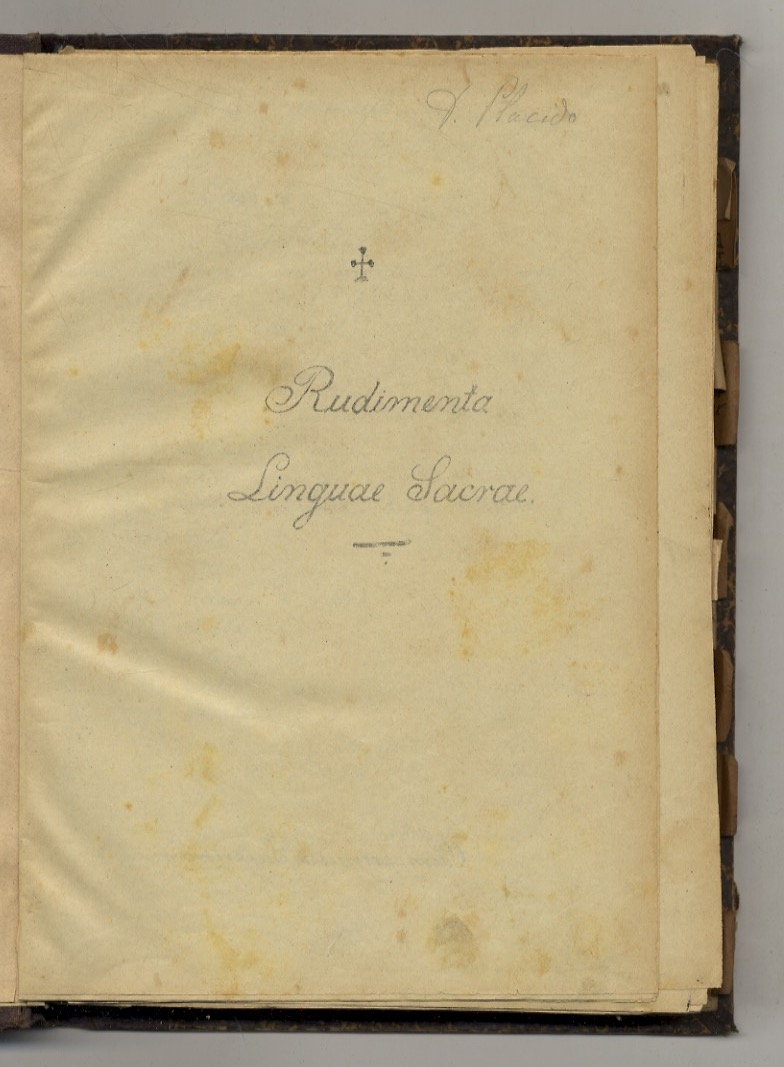 D. Placido
Rudimenta
Linguae Sacrae.